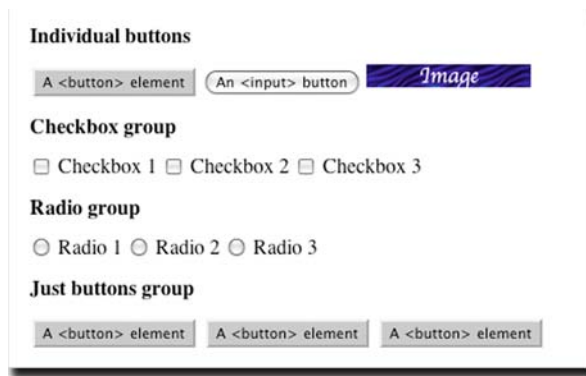 Individual buttons
A <button> element An <input> button Image
Checkbox group
Checkbox 1 Checkbox 2 Checkbox 3
Radio group
Radio 1 Radio 2 Radio 3
Just buttons group
A <button> element A <button> element A <button> element